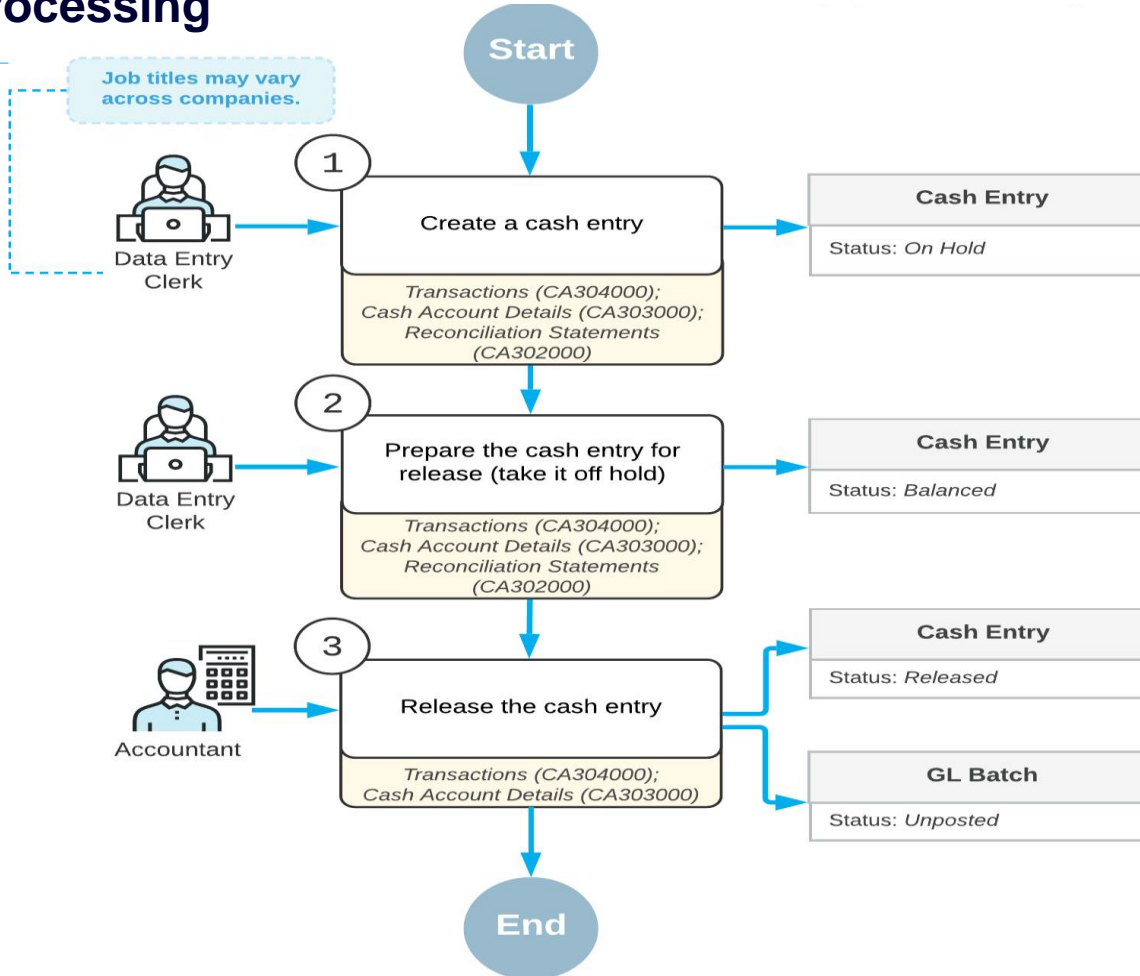 Start
Job titles may vary
across companies.
1
Create a cash entry
Cash Entry
Status: On Hold
Data Entry
Clerk
Transactions (CA304000);
Cash Account Details (CA303000);
Reconciliation Statements
(CA302000)
2
Prepare the cash entry for
release (take it off hold)
Cash Entry
Status: Balanced
Data Entry
Clerk
Transactions (CA304000);
Cash Account Details (CA303000);
Reconciliation Statements
(CA302000)
3
Release the cash entry
Cash Entry
Status: Released
Accountant
Transactions (CA304000);
Cash Account Details (CA303000)
GL Batch
Status: Unposted
End